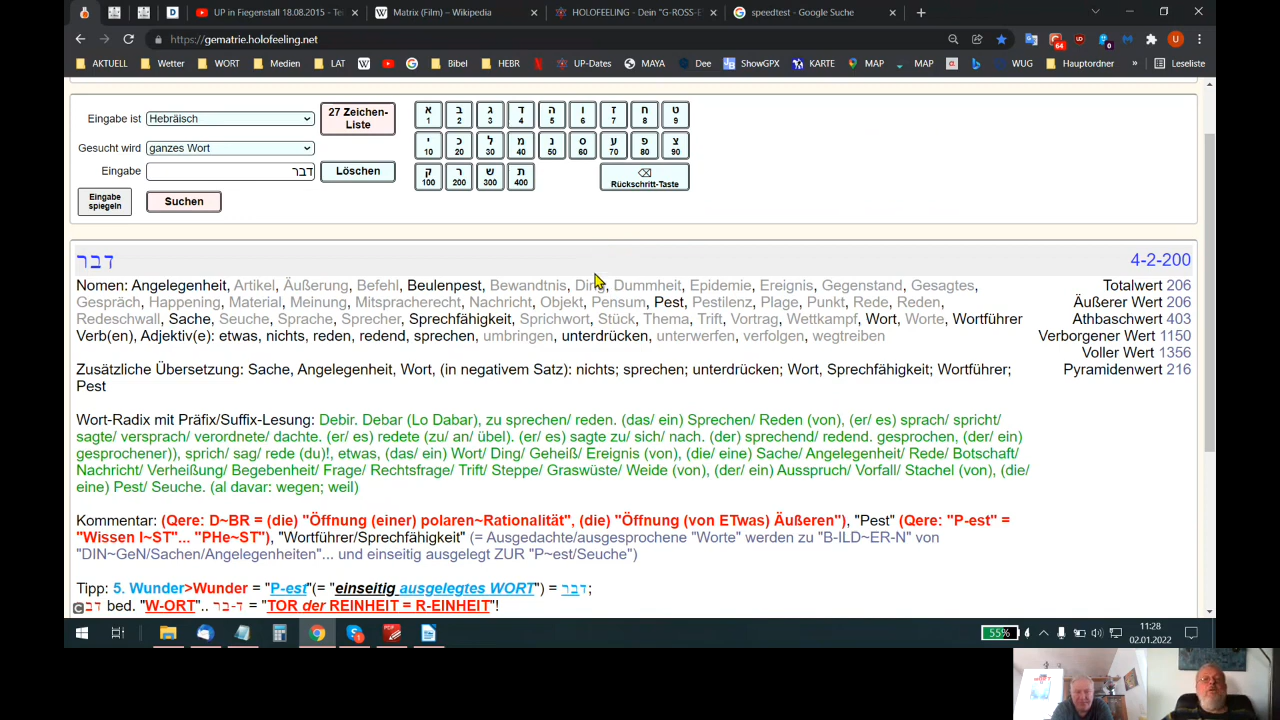 UP in Fiegenstall 18.08.2015 - Te
Matrix (Film) – Wikipedia
HOLOFEELING - Dein "G-ROSS-E
speedtest - Google Suche
https://gematrie.holofeeling.net
AKTUELL Wetter WORT Medien LAT Bibel HEBR UP-Dates MAYA Dee ShowGPX KARTE MAP MAP WUG Hauptordner » Leseliste
Eingabe ist Hebräisch 27 Zeichen-Liste
Gesucht wird ganzes Wort
Eingabe דבר Löschen
Eingabe spiegeln Suchen
א ב ג ד ה ו ז ח ט
1 2 3 4 5 6 7 8 9
י כ ל מ נ ס ע פ צ
10 20 30 40 50 60 70 80 90
ק ר ש ת
100 200 300 400 Rückschritt-Taste
דבר 4-2-200
Nomen: Angelegenheit, Artikel, Äußerung, Befehl, Beulenpest, Bewandtnis, Ding, Dummheit, Epidemie, Ereignis, Gegenstand, Gesagtes, Totalwert 206
Gespräch, Happening, Material, Meinung, Mitspracherecht, Nachricht, Objekt, Pensum, Pest, Pestilenz, Plage, Punkt, Rede, Reden, Äußerer Wert 206
Redeschwall, Sache, Seuche, Sprache, Sprecher, Sprechfähigkeit, Sprichwort, Stück, Thema, Trift, Vortrag, Wettkampf, Wort, Worte, Wortführer Athbaschwert 403
Verb(en), Adjektiv(e): etwas, nichts, reden, redend, sprechen, umbringen, unterdrücken, unterwerfen, verfolgen, wegtreiben Verborgener Wert 1150
Voller Wert 1356
Zusätzliche Übersetzung: Sache, Angelegenheit, Wort, (in negativem Satz): nichts; sprechen; unterdrücken; Wort, Sprechfähigkeit; Wortführer; Pyramidenwert 216
Pest
Wort-Radix mit Präfix/Suffix-Lesung: Debir. Debar (Lo Dabar), zu sprechen/ reden. (das/ ein) Sprechen/ Reden (von), (er/ es) sprach/ spricht/
sagte/ versprach/ verordnete/ dachte. (er/ es) redete (zu/ an/ übel). (er/ es) sagte zu/ sich/ nach. (der) sprechend/ redend. gesprochen, (der/ ein)
gesprochener)), sprich/ sag/ rede (du)!, etwas, (das/ ein) Wort/ Ding/ Geheiß/ Ereignis (von), (die/ eine) Sache/ Angelegenheit/ Rede/ Botschaft/
Nachricht/ Verheißung/ Begebenheit/ Frage/ Rechtsfrage/ Trift/ Steppe/ Graswüste/ Weide (von), (der/ ein) Ausspruch/ Vorfall/ Stachel (von), (die/
eine) Pest/ Seuche. (al davar: wegen; weil)
Kommentar: (Qere: D~BR = (die) "Öffnung (einer) polaren~Rationalität", (die) "Öffnung (von ETwas) Äußeren"), "Pest" (Qere: "P-est" =
"Wissen I~ST"... "PHe~ST"), "Wortführer/Sprechfähigkeit" (= Ausgedachte/ausgesprochene "Worte" werden zu "B-ILD~ER-N" von
"DIN~GeN/Sachen/Angelegenheiten"... und einseitig ausgelegt ZUR "P~est/Seuche")
Tipp: 5. Wunder>Wunder = "P-est"(= "einseitig ausgelegtes WORT") = דבר;
דב bed. "W-ORT".. ד-בר = "TOR der REINHEIT = R-EINHEIT"!
55% 11:28
02.01.2022